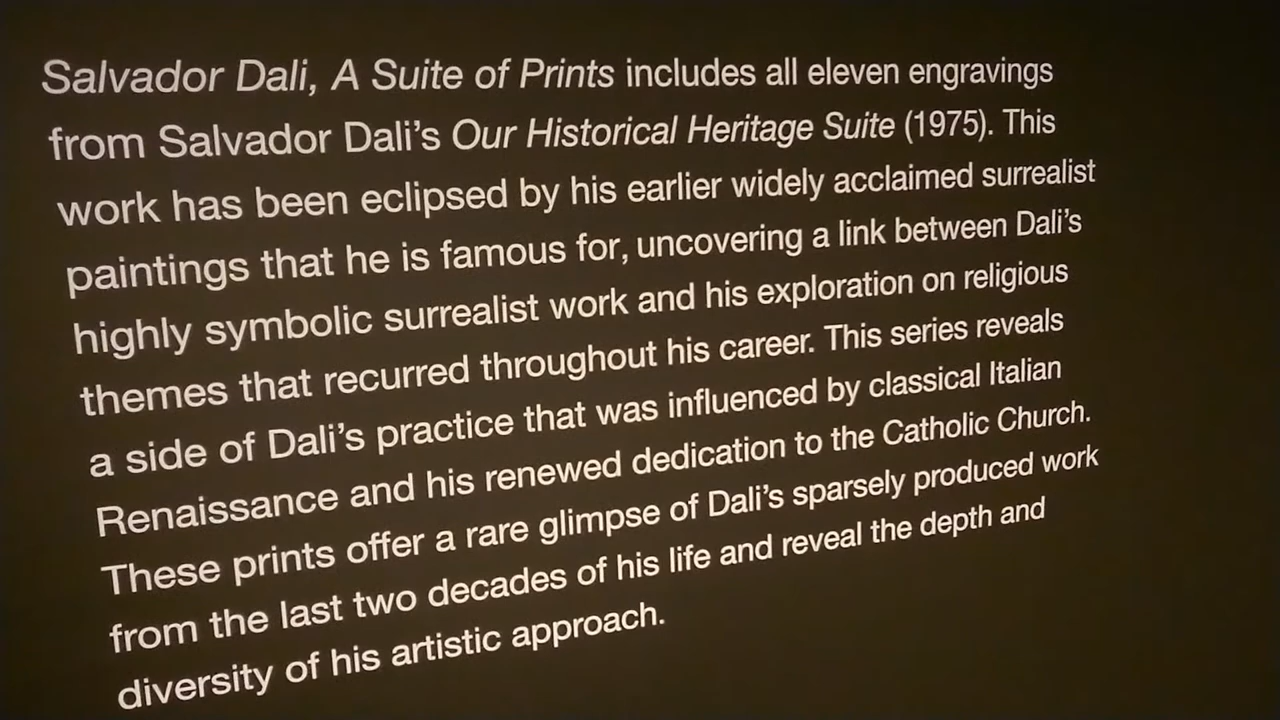 Salvador Dali, A Suite of Prints includes all eleven engravings
from Salvador Dali's Our Historical Heritage Suite (1975). This
work has been eclipsed by his earlier widely acclaimed surrealist
paintings that he is famous for, uncovering a link between Dali's
highly symbolic surrealist work and his exploration on religious
themes that recurred throughout his career. This series reveals
a side of Dali's practice that was influenced by classical Italian
Renaissance and his renewed dedication to the Catholic Church.
These prints offer a rare glimpse of Dali's sparsely produced work
from the last two decades of his life and reveal the depth and
diversity of his artistic approach.